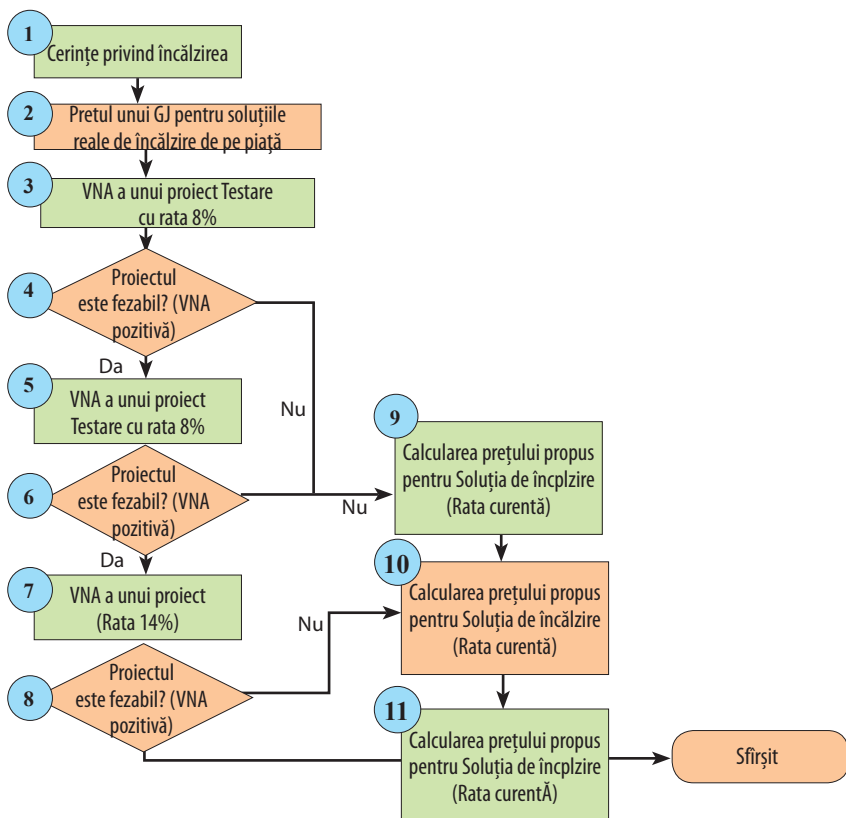 1
Cerințe privind încălzirea
2
Pretul unui GJ pentru soluțiile
reale de încălzire de pe piață
3
VNA a unui proiect Testare
cu rata 8%
4
Proiectul
este fezabil? (VNA
pozitivă)
Da
Nu
5
VNA a unui proiect
Testare cu rata 8%
6
Proiectul
este fezabil? (VNA
pozitivă)
Da
Nu
7
VNA a unui proiect
(Rata 14%)
8
Proiectul
este fezabil? (VNA
pozitivă)
Nu
9
Calcularea prețului propus
pentru Soluția de încplzire
(Rata curentă)
10
Calcularea prețului propus
pentru Soluția de încălzire
(Rata curentă)
11
Calcularea prețului propus
pentru Soluția de încplzire
(Rata curentĂ)
Sfîrșit